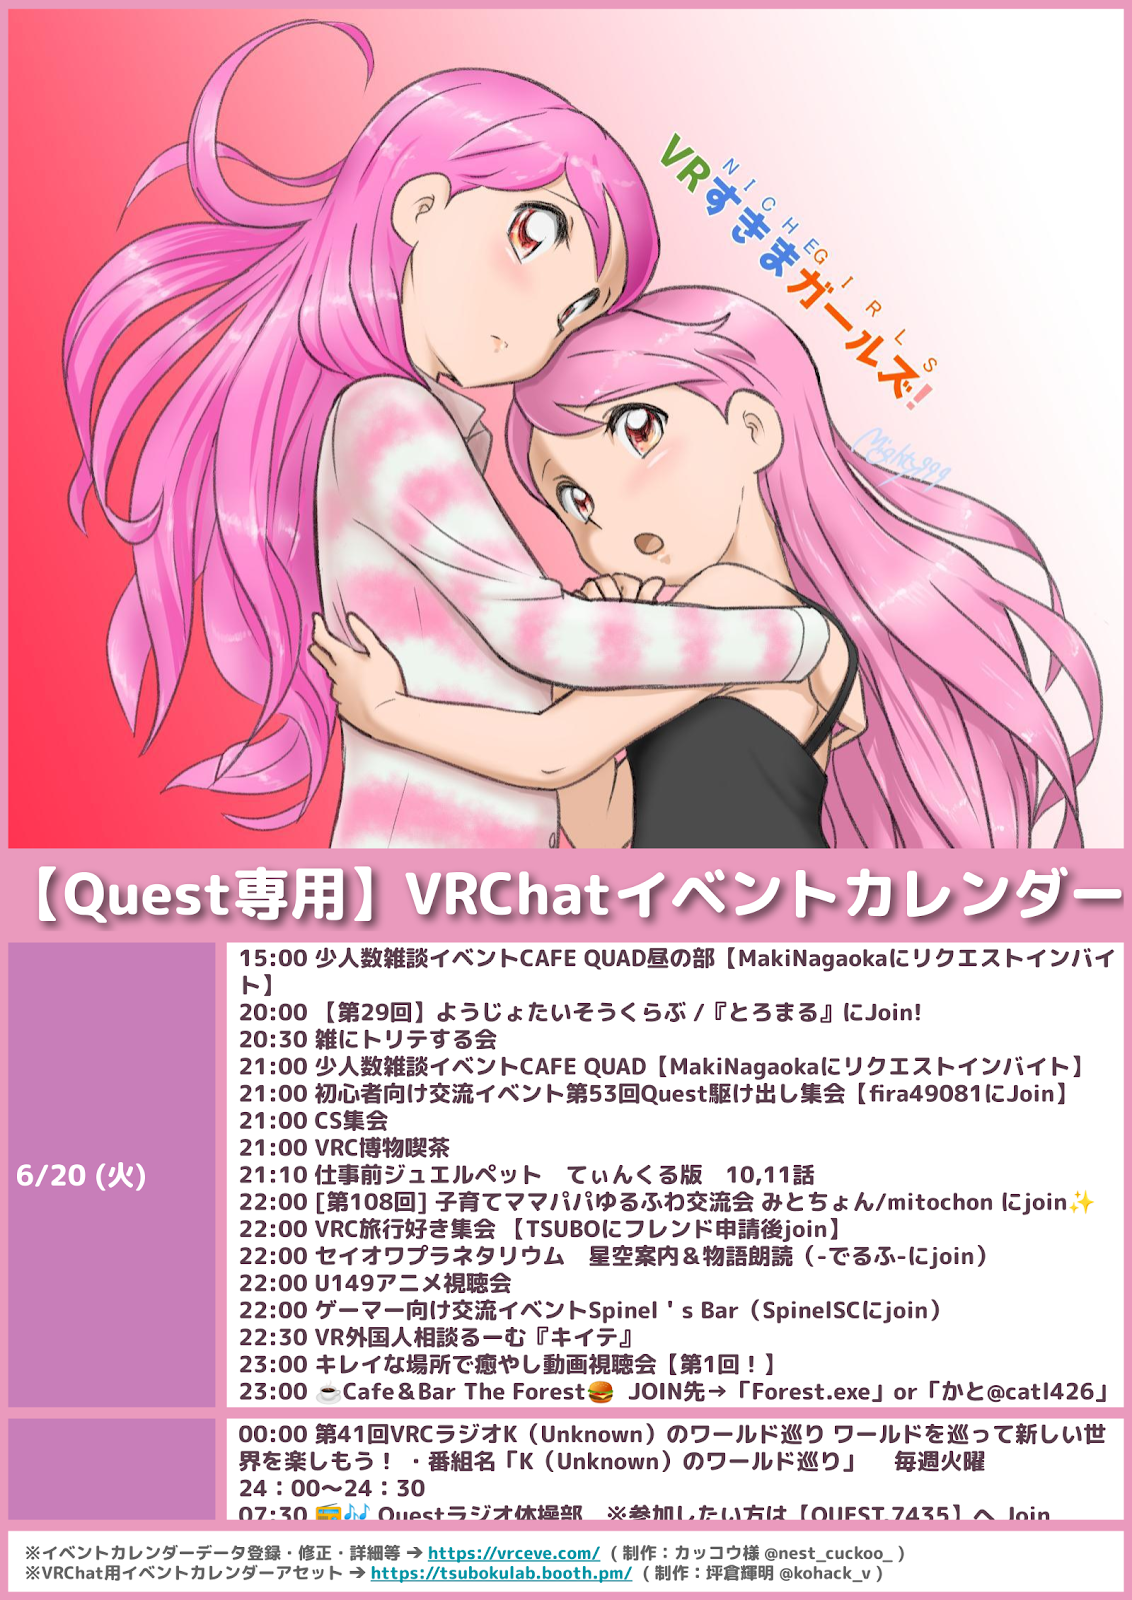 NICHE GIRLS
VRすきまガールズ!
Mighty999
【Quest専用】VRChatイベントカレンダー
6/20 (火)
15:00 少人数雑談イベントCAFE QUAD昼の部【MakiNagaokaにリクエストインバイ
ト】
20:00 【第29回】ようじょたいそうくらぶ /『とろまる』にJoin!
20:30 雑にトリテする会
21:00 少人数雑談イベントCAFE QUAD【MakiNagaokaにリクエストインバイト】
21:00 初心者向け交流イベント第53回Quest駆け出し集会【fira49081にJoin】
21:00 CS集会
21:00 VRC博物喫茶
21:10 仕事前ジュエルペット　てぃんくる版　10,11話
22:00 [第108回] 子育てママパパゆるふわ交流会 みとちょん/mitochon にjoin✨
22:00 VRC旅行好き集会 【TSUBOにフレンド申請後join】
22:00 セイオワプラネタリウム　星空案内＆物語朗読（-でるふ-にjoin）
22:00 U149アニメ視聴会
22:00 ゲーマー向け交流イベントSpinel＇s Bar（SpinelSCにjoin）
22:30 VR外国人相談るーむ『キイテ』
23:00 キレイな場所で癒やし動画視聴会【第1回！】
23:00 ☕Cafe＆Bar The Forest🍔 JOIN先→「Forest.exe」or「かと@catl426」
00:00 第41回VRCラジオK（Unknown）のワールド巡り ワールドを巡って新しい世
界を楽しもう！ ・番組名「K（Unknown）のワールド巡り」　毎週火曜
24：00〜24：30
07:30 📻🎶 Questラジオ体操部　※参加したい方は【QUEST.7435】へ Join
※イベントカレンダーデータ登録・修正・詳細等 ➔ https://vrceve.com/ ( 制作：カッコウ様 @nest_cuckoo_ )
※VRChat用イベントカレンダーアセット ➔ https://tsubokulab.booth.pm/ ( 制作：坪倉輝明 @kohack_v )